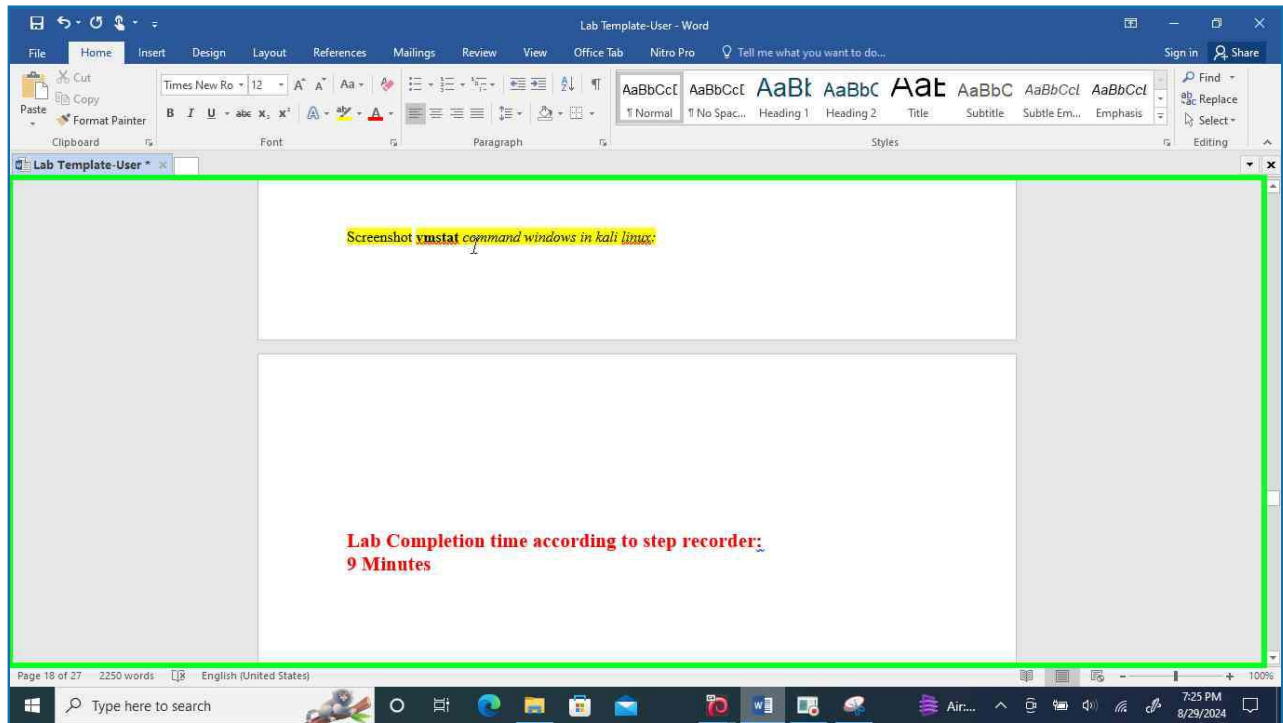 Lab Template-User - Word
File Home Insert Design Layout References Mailings Review View Office Tab Nitro Pro Tell me what you want to do... Sign in Share
Paste
Cut
Copy
Format Painter
Clipboard
Times New Ro 12
Font
Paragraph
AaBbCcI AaBbCcI AaBk AaBbC AaB AaBbC AaBbCcl AaBbCcl
¶ Normal ¶ No Spac... Heading 1 Heading 2 Title Subtitle Subtle Em... Emphasis
Styles
Find
Replace
Select
Editing
Lab Template-User *
Screenshot vmstat command windows in kali linux:
Lab Completion time according to step recorder:
9 Minutes
Page 18 of 27 2250 words English (United States) 100%
Type here to search
Air:...
7:25 PM
8/29/2024